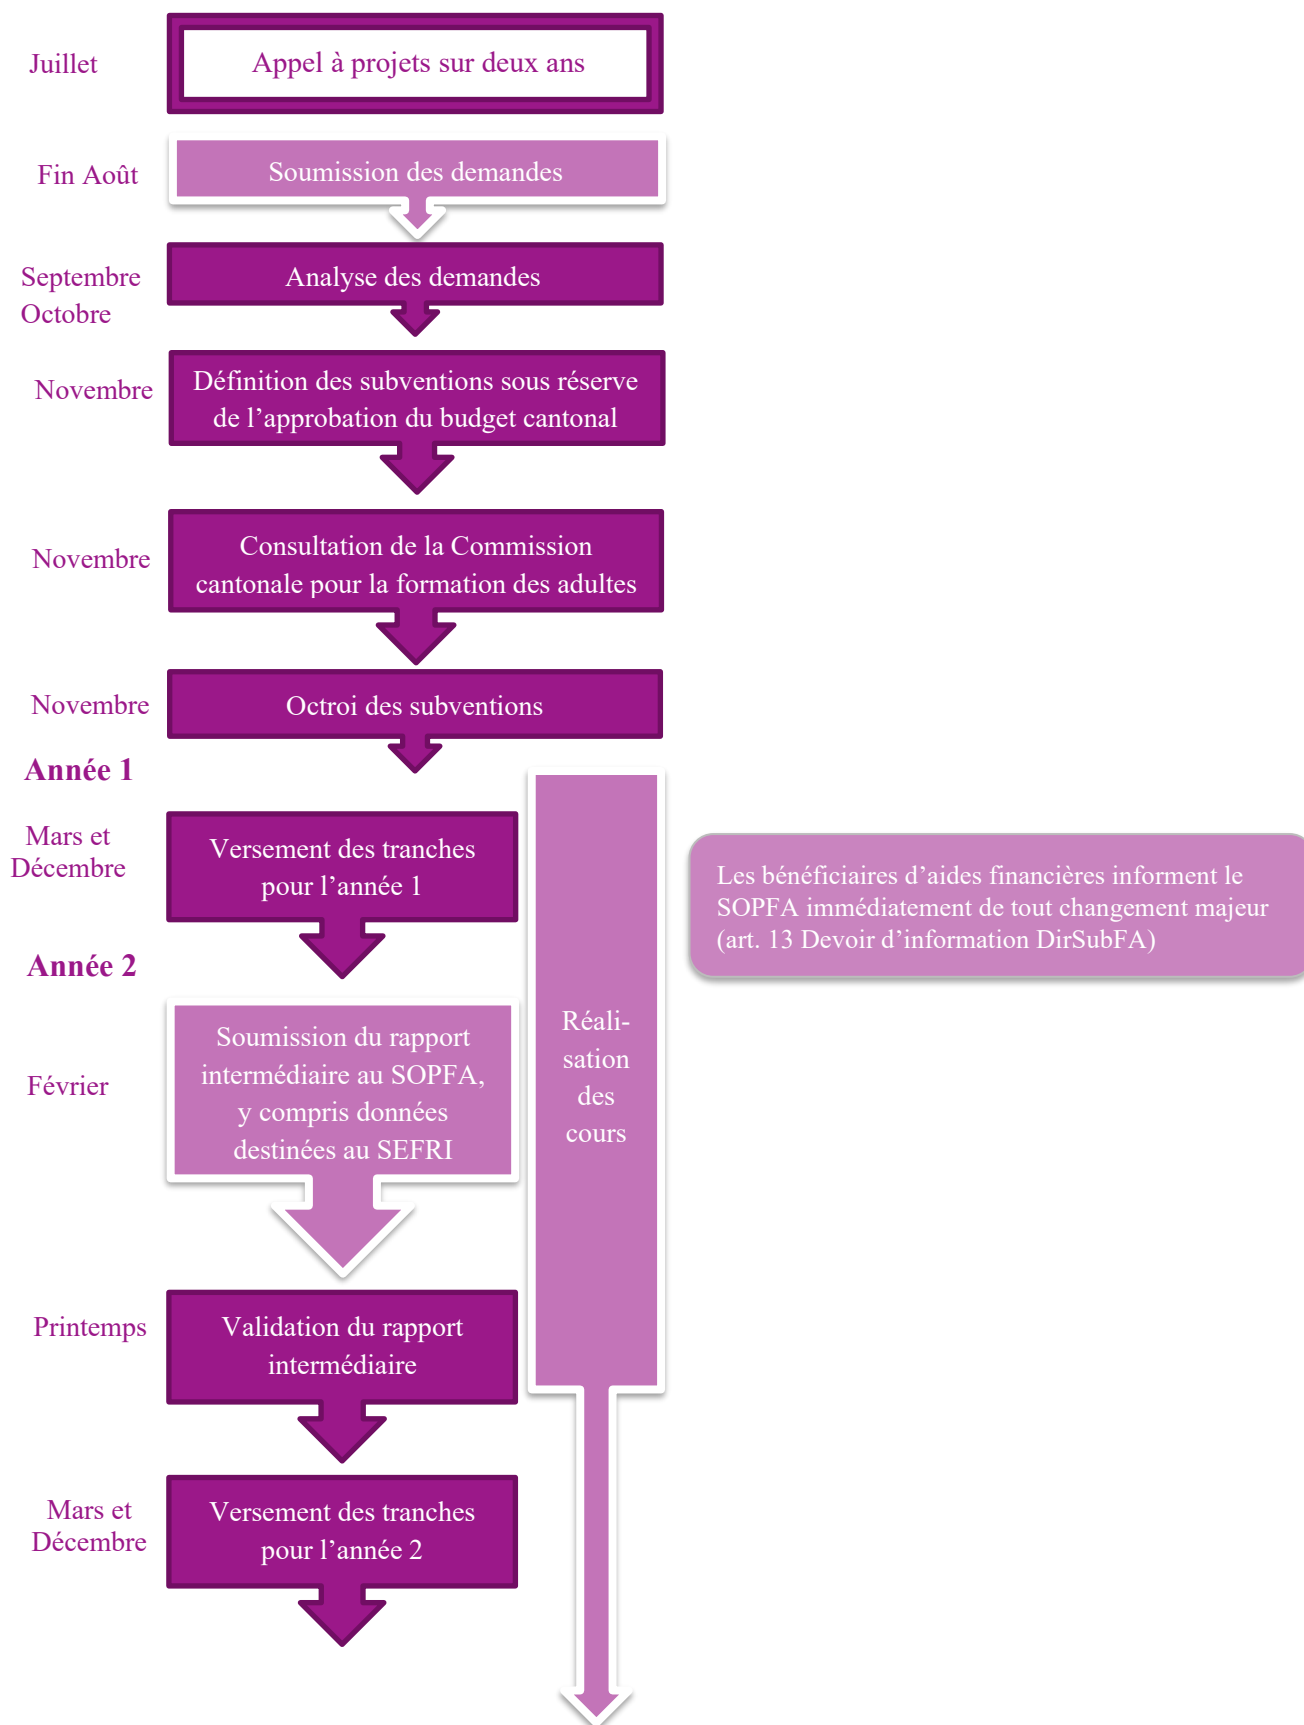 Juillet
Appel à projets sur deux ans
Fin Août
Soumission des demandes
Septembre
Octobre
Analyse des demandes
Novembre
Définition des subventions sous réserve
de l’approbation du budget cantonal
Novembre
Consultation de la Commission
cantonale pour la formation des adultes
Novembre
Octroi des subventions
Année 1
Mars et
Décembre
Versement des tranches
pour l’année 1
Les bénéficiaires d’aides financières informent le
SOPFA immédiatement de tout changement majeur
(art. 13 Devoir d’information DirSubFA)
Année 2
Février
Soumission du rapport
intermédiaire au SOPFA,
y compris données
destinées au SEFRI
Réali-
sation
des
cours
Printemps
Validation du rapport
intermédiaire
Mars et
Décembre
Versement des tranches
pour l’année 2